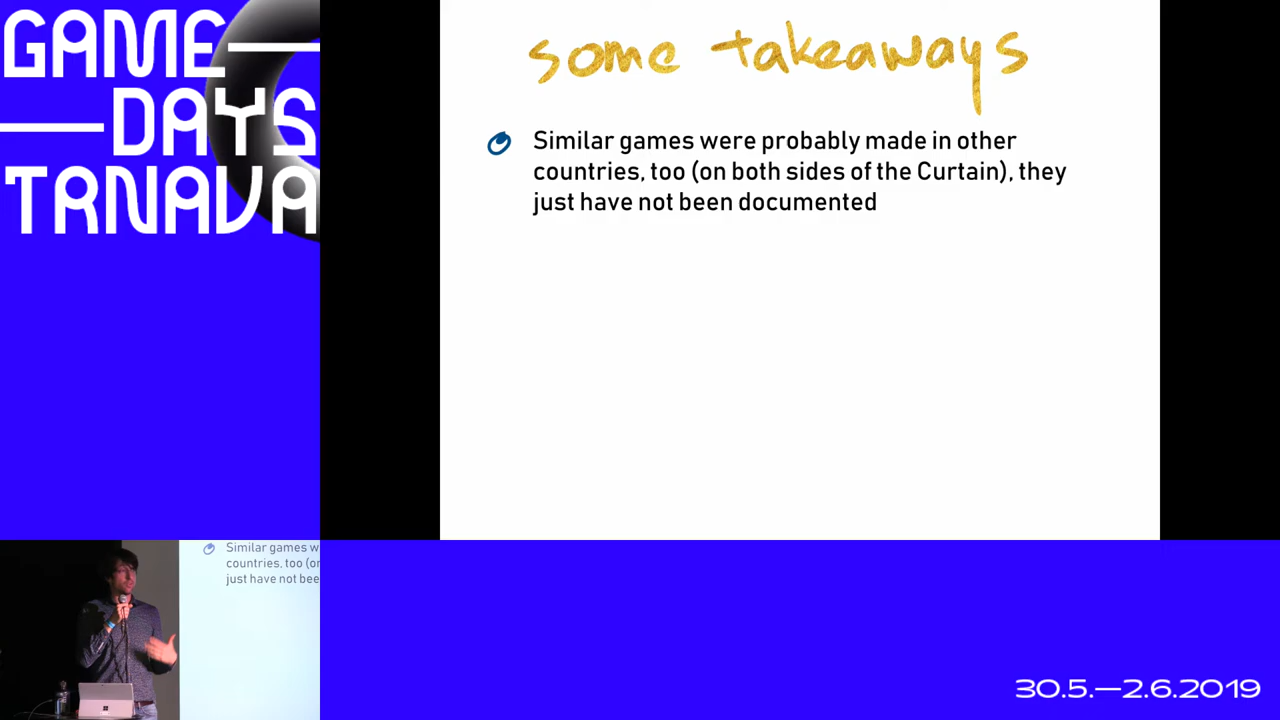 GAME
DAYS
TRNAVA
some takeaways
Similar games were probably made in other
countries, too (on both sides of the Curtain), they
just have not been documented
Similar games w
countries, too (or
just have not bee
30.5.—2.6.2019